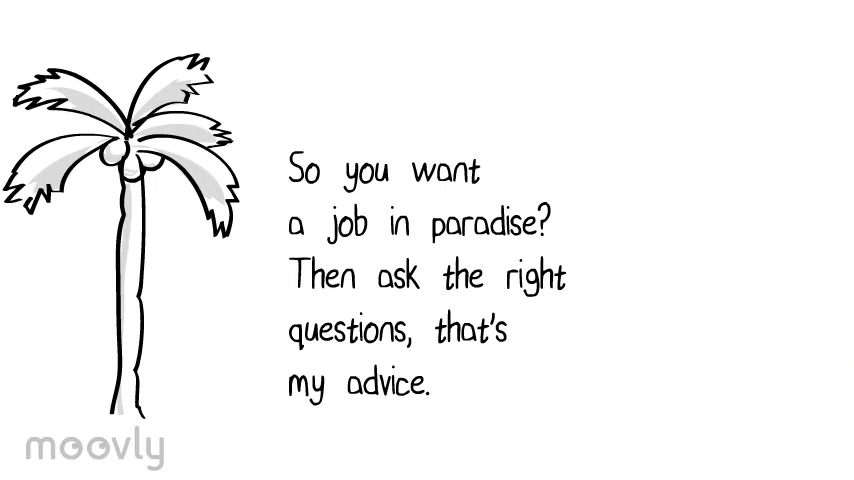 So you want
a job in paradise?
Then ask the right
questions, that's
my advice.
moovly